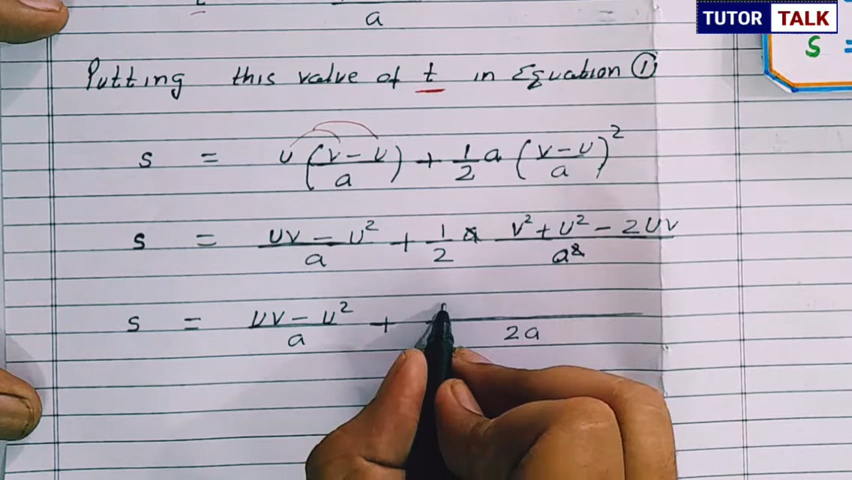 a
TUTOR TALK
S =
Putting this value of t in Equation ①
s = u (v – u / a) + 1/2 a (v – u / a)²
s = uv – u² / a + 1/2 a v² + u² – 2uv / a²
s = uv – u² / a + / 2a